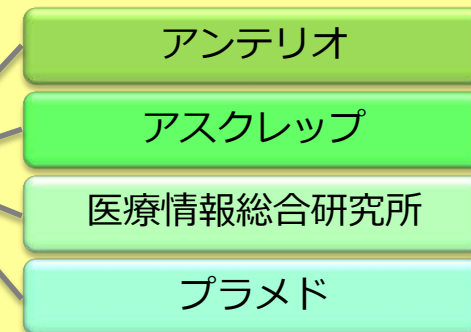 アンテリオ
アスクレップ
医療情報総合研究所
プラメド